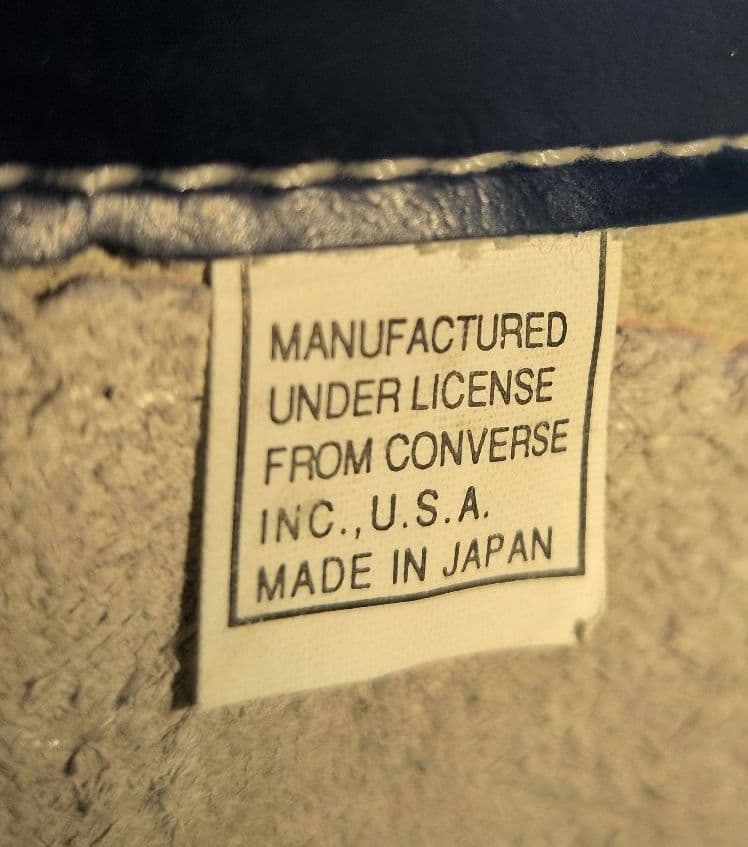 MANUFACTURED
UNDER LICENSE
FROM CONVERSE
INC., U.S.A.
MADE IN JAPAN